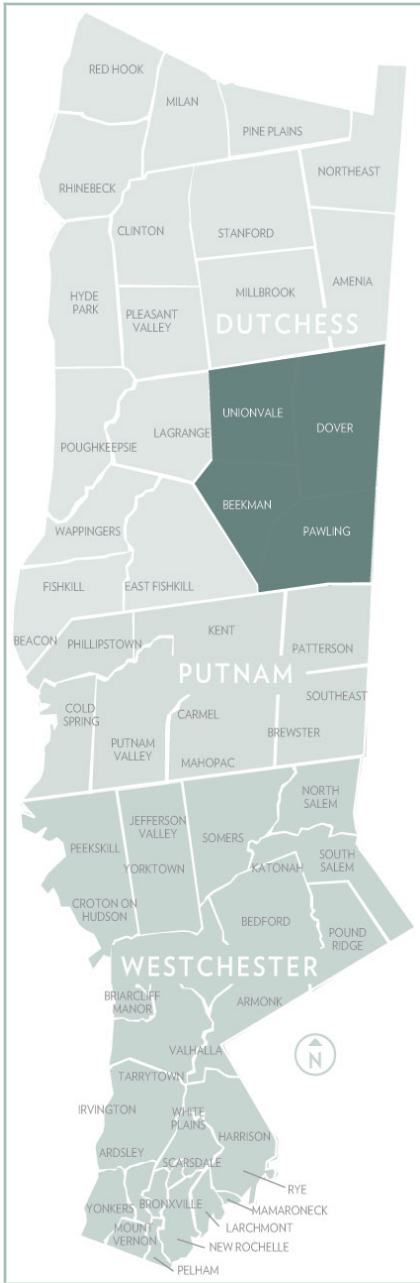 RED HOOK
MILAN
PINE PLAINS
NORTHEAST
RHINEBECK
CLINTON
STANFORD
AMENIA
HYDE
PARK
MILLBROOK
PLEASANT
VALLEY
DUTCHESS
UNIONVALE
DOVER
LAGRANGE
POUGHKEEPSIE
BEEKMAN
PAWLING
WAPPINGERS
FISHKILL
EAST FISHKILL
BEACON
PHILLIPSTOWN
KENT
PATTERSON
PUTNAM
SOUTHEAST
COLD
SPRING
CARMEL
PUTNAM
VALLEY
BREWSTER
MAHOPAC
NORTH
SALEM
JEFFERSON
VALLEY
SOMERS
PEEKSKILL
YORKTOWN
KATONAH
SOUTH
SALEM
CROTON ON
HUDSON
BEDFORD
POUND
RIDGE
WESTCHESTER
BRIARCLIFF
MANOR
ARMONK
VALHALLA
N
TARRYTOWN
IRVINGTON
WHITE
PLAINS
HARRISON
ARDSLEY
SCARSDALE
RYE
YONKERS
BRONXVILLE
MAMARONECK
LARCHMONT
MOUNT
VERNON
NEW ROCHELLE
PELHAM